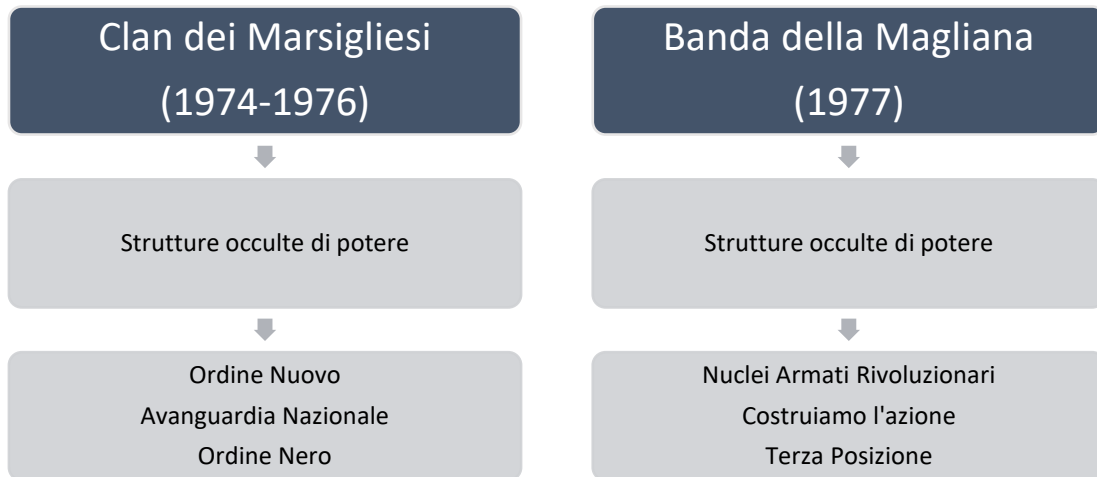 Clan dei Marsigliesi
(1974-1976)
Strutture occulte di potere
Ordine Nuovo
Avanguardia Nazionale
Ordine Nero
Banda della Magliana
(1977)
Strutture occulte di potere
Nuclei Armati Rivoluzionari
Costruiamo l'azione
Terza Posizione